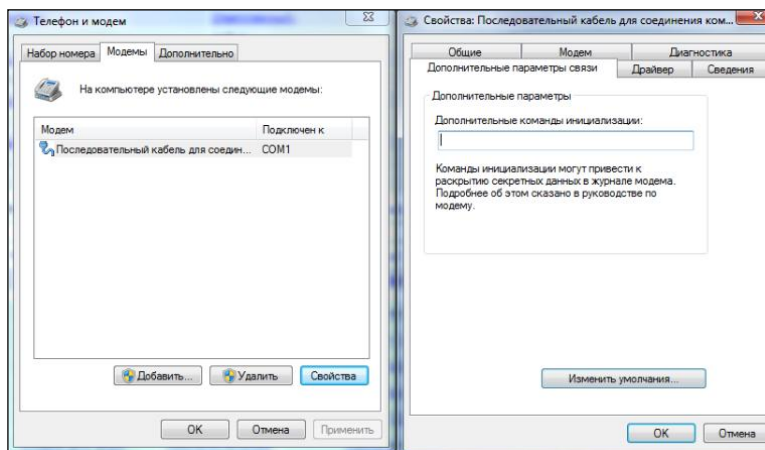 Телефон и модем
Набор номера Модемы Дополнительно
На компьютере установлены следующие модемы:
Модем Подключен к
Последовательный кабель для соедин... COM1
Добавить... Удалить Свойства
OK Отмена Применить
Свойства: Последовательный кабель для соединения ком...
Общие Модем Диагностика
Дополнительные параметры связи Драйвер Сведения
Дополнительные параметры
Дополнительные команды инициализации:
Команды инициализации могут привести к
раскрытию секретных данных в журнале модема.
Подробнее об этом сказано в руководстве по
модему.
Изменить умолчания...
OK Отмена